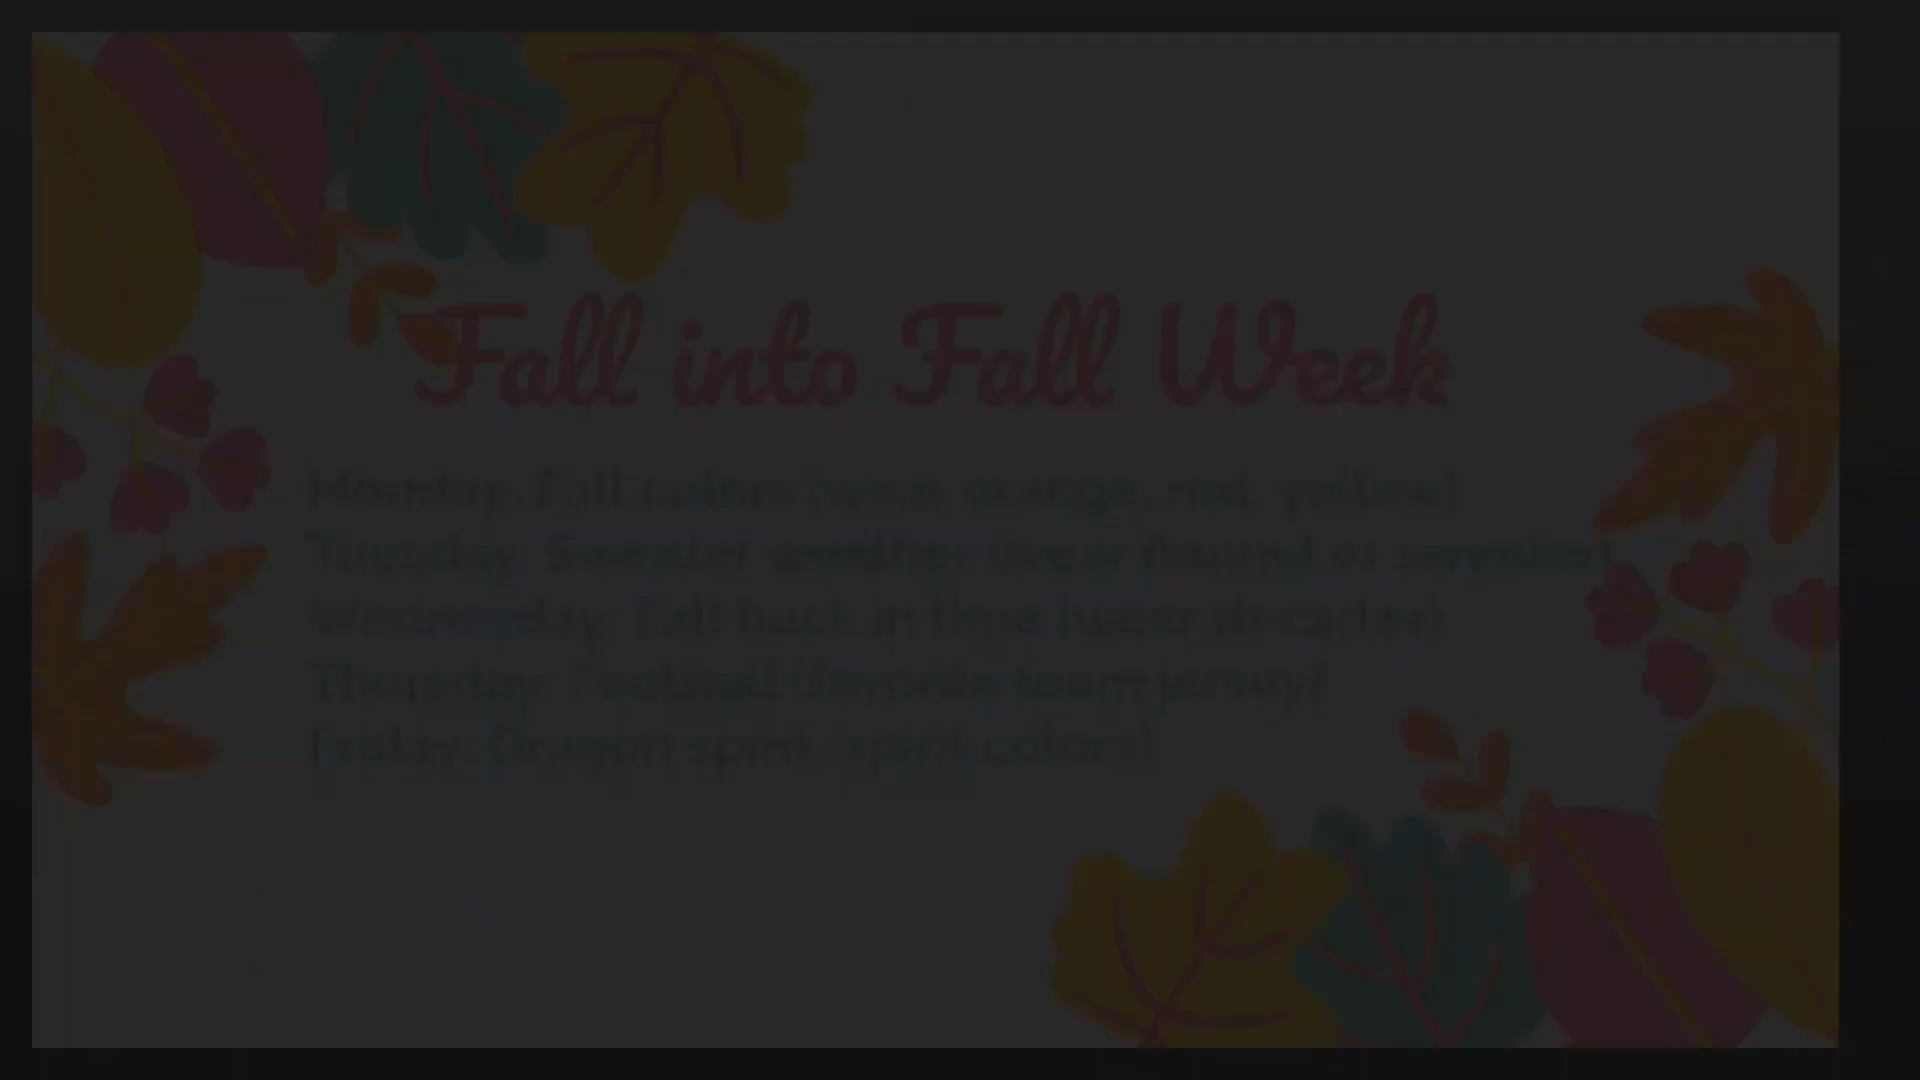 Fall into Fall Week
Monday: Fall colors (wear orange, red, yellow)
Tuesday: Sweater weather (wear flannel or sweater)
Wednesday: Fall back in time (wear decades)
Thursday: Football (favorite team jersey)
Friday: Dragon spirit (spirit colors)